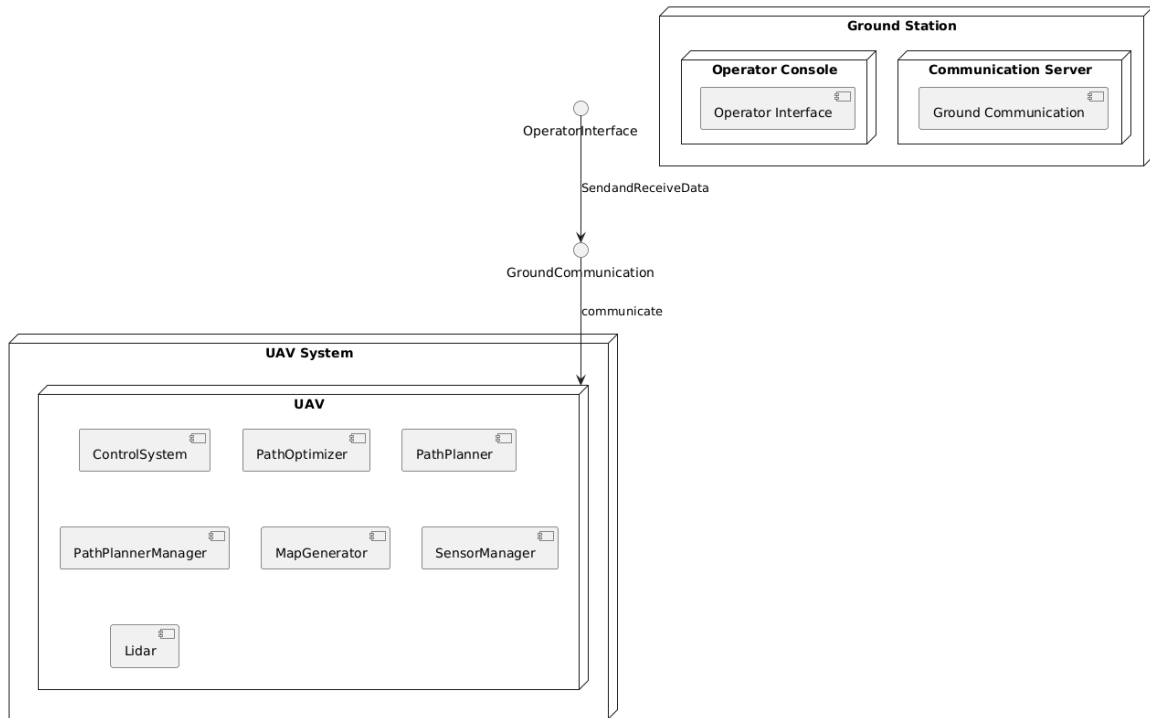 Ground Station
Operator Console
Communication Server
Operator Interface
Ground Communication
OperatorInterface
SendandReceiveData
GroundCommunication
communicate
UAV System
UAV
ControlSystem
PathOptimizer
PathPlanner
PathPlannerManager
MapGenerator
SensorManager
Lidar